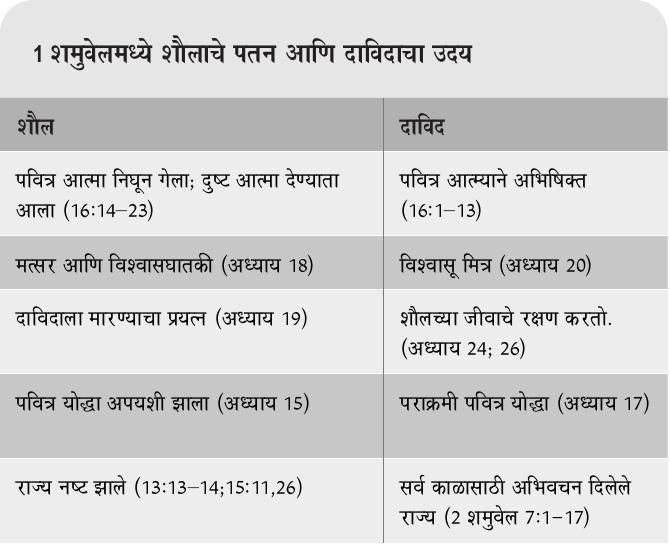 1 शमुवेलमध्ये शौलाचे पतन आणि दाविदाचा उदय
शौल
दाविद
पवित्र आत्मा निघून गेला; दुष्ट आत्मा देण्याता
आला (16:14–23)
पवित्र आत्म्याने अभिषिक्त
(16:1–13)
मत्सर आणि विश्वासघातकी (अध्याय 18)
विश्वासू मित्र (अध्याय 20)
दाविदाला मारण्याचा प्रयत्न (अध्याय 19)
शौलच्या जीवाचे रक्षण करतो.
(अध्याय 24; 26)
पवित्र योद्धा अपयशी झाला (अध्याय 15)
पराक्रमी पवित्र योद्धा (अध्याय 17)
राज्य नष्ट झाले (13:13–14;15:11,26)
सर्व काळासाठी अभिवचन दिलेले
राज्य (2 शमुवेल 7:1–17)